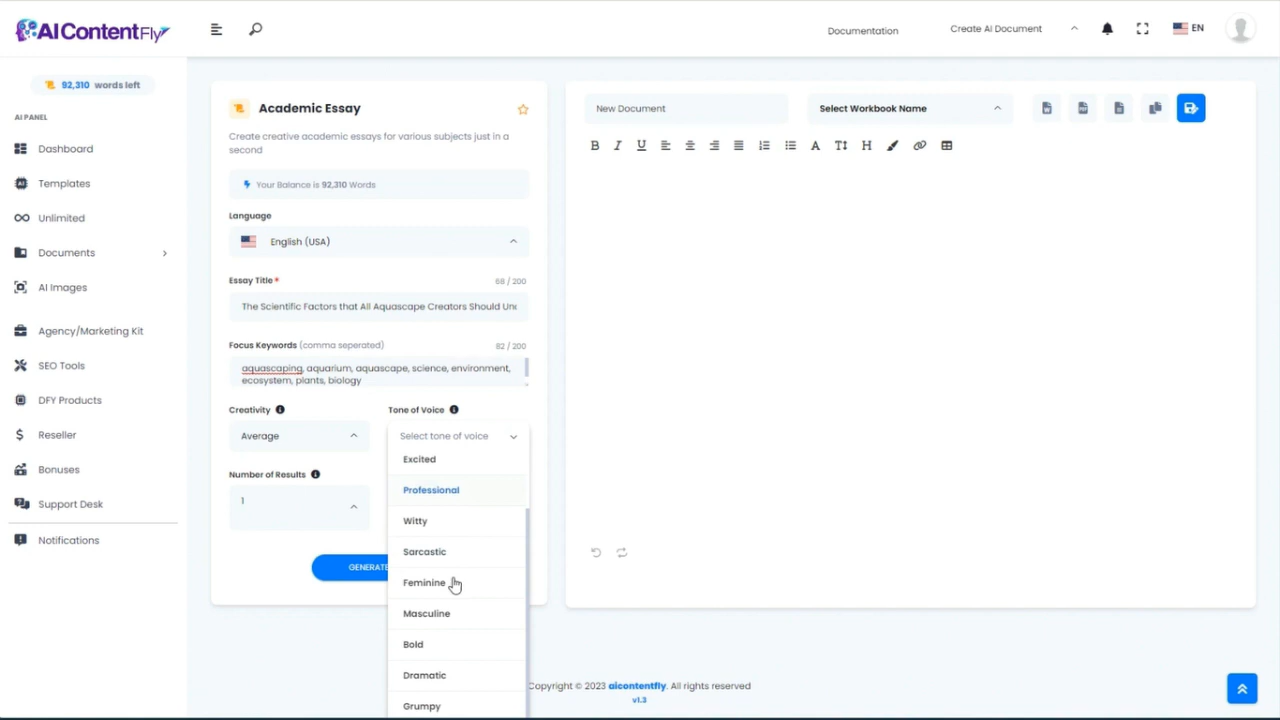 AI ContentFly
Documentation
Create AI Document
EN
92,310 words left
AI PANEL
Dashboard
Templates
Unlimited
Documents
AI Images
Agency/Marketing Kit
SEO Tools
DFY Products
Reseller
Bonuses
Support Desk
Notifications
Academic Essay
Create creative academic essays for various subjects just in a
second
Your Balance is 92,310 Words
Language
English (USA)
Essay Title * 68 / 200
The Scientific Factors that All Aquascape Creators Should Un
Focus Keywords (comma seperated) 82 / 200
aquascaping, aquarium, aquascape, science, environment,
ecosystem, plants, biology
Creativity
Tone of Voice
Average
Select tone of voice
Number of Results
1
Excited
Professional
Witty
Sarcastic
Feminine
Masculine
Bold
Dramatic
Grumpy
GENERATE
New Document
Select Workbook Name
B I U A H
Copyright © 2023 aicontentfly. All rights reserved
v1.3